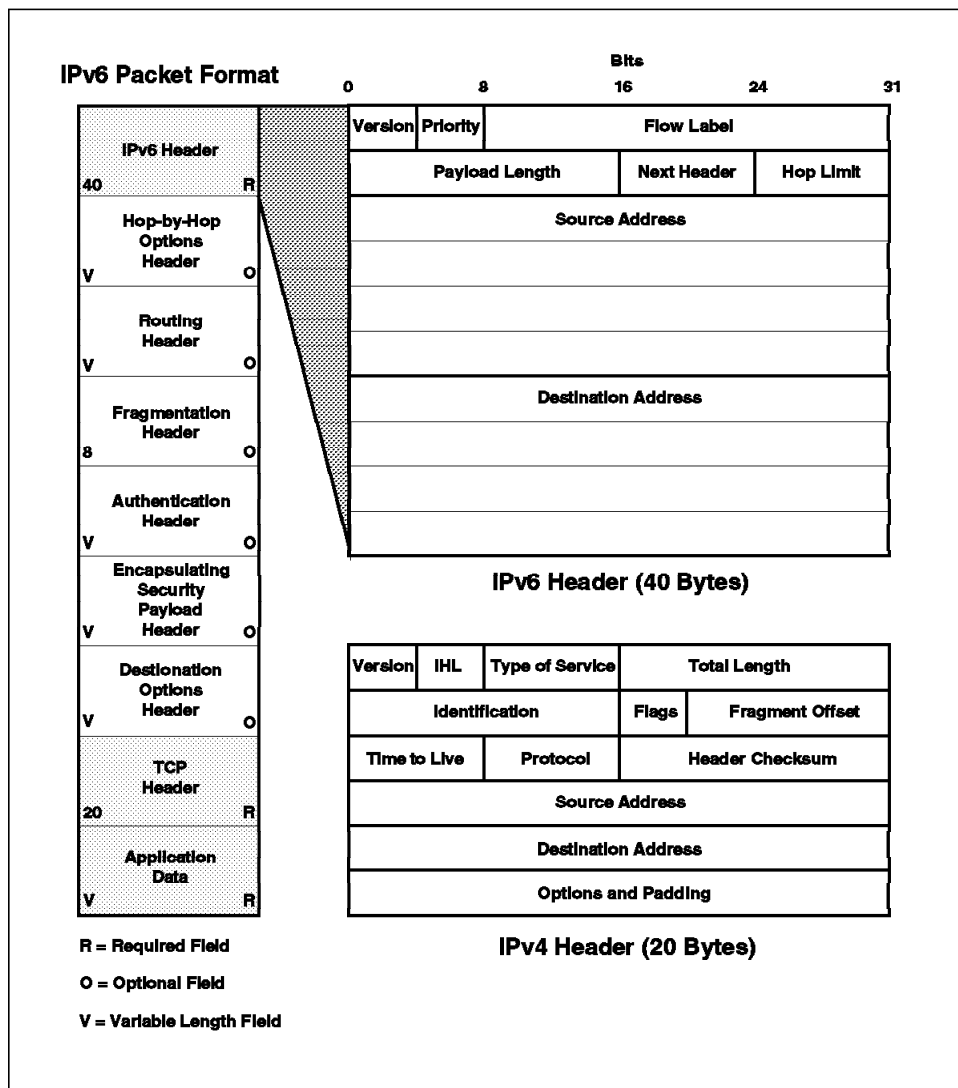 IPv6 Packet Format
Bits
0 8 16 24 31
IPv6 Header
40 R
Hop-by-Hop
Options
Header
V O
Routing
Header
V O
Fragmentation
Header
8 O
Authentication
Header
V O
Encapsulating
Security
Payload
Header
V O
Destionation
Options
Header
V O
TCP
Header
20 R
Application
Data
V R
R = Required Field
O = Optional Field
V = Variable Length Field
Version Priority Flow Label
Payload Length Next Header Hop Limit
Source Address
Destination Address
IPv6 Header (40 Bytes)
Version IHL Type of Service Total Length
Identification Flags Fragment Offset
Time to Live Protocol Header Checksum
Source Address
Destination Address
Options and Padding
IPv4 Header (20 Bytes)